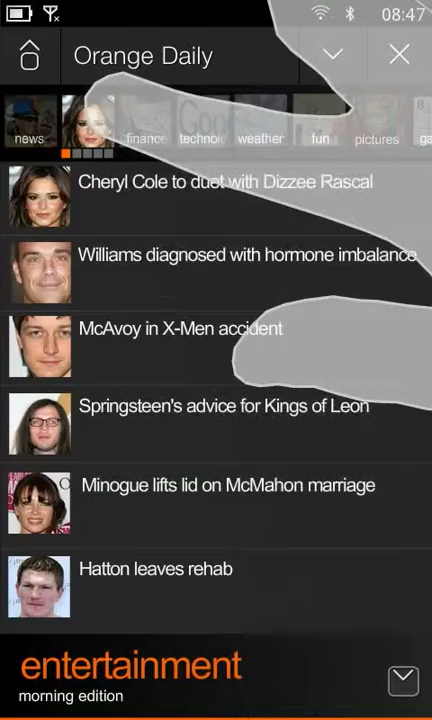 08:47
Orange Daily
news
finance
technol
weather
fun
pictures
ga
Cheryl Cole to duet with Dizzee Rascal
Williams diagnosed with hormone imbalance
McAvoy in X-Men accident
Springsteen's advice for Kings of Leon
Minogue lifts lid on McMahon marriage
Hatton leaves rehab
entertainment
morning edition